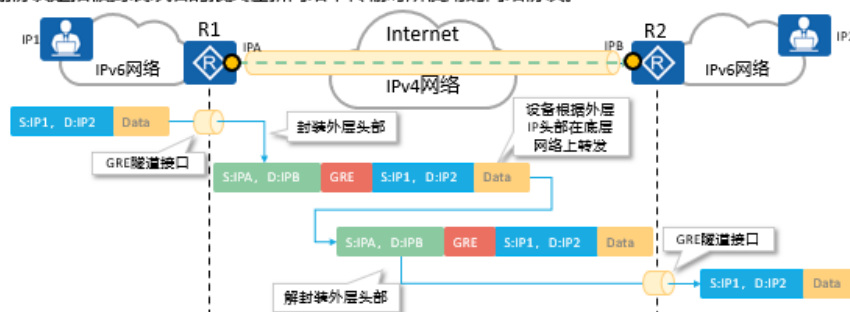 R1
Internet
R2
IP1
IPA
IPB
IPv6网络
IPv4网络
IPv6网络
S:IP1, D:IP2 Data
封装外层头部
设备根据外层
IP头部在底层
网络上转发
GRE隧道接口
S:IPA, D:IPB GRE S:IP1, D:IP2 Data
S:IPA, D:IPB GRE S:IP1, D:IP2 Data
GRE隧道接口
解封装外层头部
S:IP1, D:IP2 Data